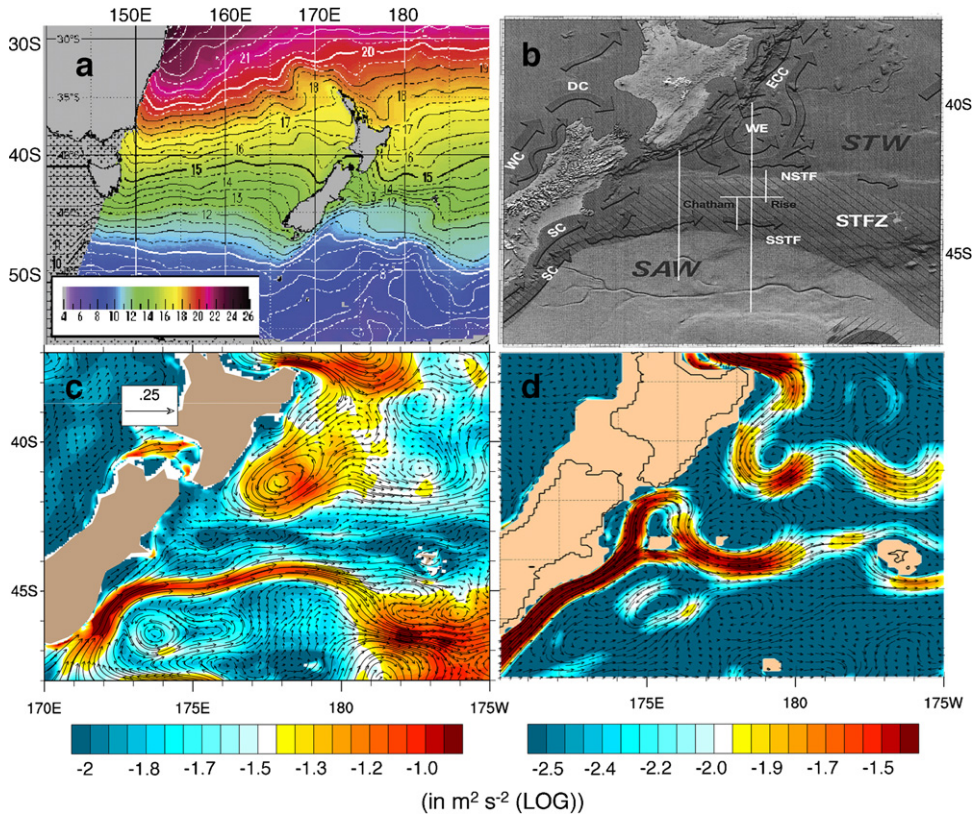 150E 160E 170E 180
30S
40S
50S
a
30°S
35°S
45°S
21
20
19
18
18
17
17
16
16
15
15
14
14
13
13
12
12
10
8
4 6 8 10 12 14 16 18 20 22 24 26
b
DC
ECC
WC
WE
STW
NSTF
Chatham Rise
STFZ
SC
SSTF
SC
SAW
40S
45S
c
.25
40S
45S
170E 175E 180 175W
d
175E 180 175W
-2 -1.8 -1.7 -1.5 -1.3 -1.2 -1.0
-2.5 -2.4 -2.2 -2.0 -1.9 -1.7 -1.5
(in m² s⁻² (LOG))